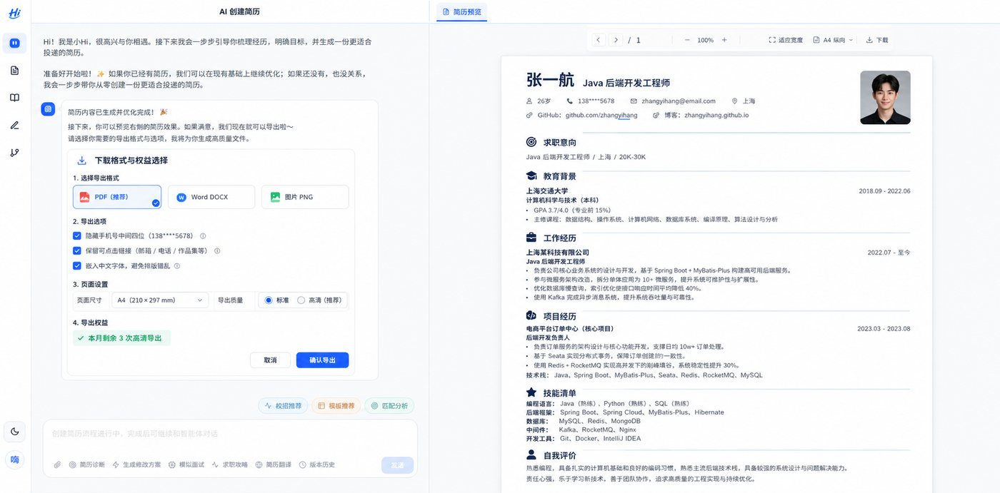 Hi
AI 创建简历
Hi！我是小Hi，很高兴与你相遇。接下来我会一步步引导你梳理经历，明确目标，并生成一份更适合
投递的简历。
准备好开始啦！✨ 如果你已经有简历，我们可以在现有基础上继续优化；如果还没有，也没关系，
我会一步步带你从零创建一份更适合投递的简历。
简历内容已生成并优化完成！🎉
接下来，你可以预览右侧的简历效果。如果满意，我们现在就可以导出啦～
请选择你需要的导出格式与选项，我将为你生成高质量文件。
下载格式与权益选择
1. 选择导出格式
PDF（推荐）
W Word DOCX
图片 PNG
2. 导出选项
隐藏手机号中间四位（138****5678）
保留可点击链接（邮箱 / 电话 / 作品集等）
嵌入中文字体，避免排版错乱
3. 页面设置
页面尺寸 A4（210 × 297 mm） 导出质量 标准 高清（推荐）
4. 导出权益
本月剩余 3 次高清导出
取消 确认导出
校招推荐 模板推荐 匹配分析
创建简历流程进行中，完成后可继续和智能体对话
简历诊断 生成修改方案 模拟面试 求职攻略 简历翻译 版本历史 发送
嗨
简历预览
/ 1 100% 适应宽度 A4 纵向 下载
张一航 Java 后端开发工程师
26岁 138****5678 zhangyihang@email.com 上海
GitHub： github.com/zhangyihang 博客：zhangyihang.github.io
求职意向
Java 后端开发工程师 / 上海 / 20K-30K
教育背景
上海交通大学 2018.09 - 2022.06
计算机科学与技术（本科）
• GPA 3.7/4.0（专业前 15%）
• 主修课程：数据结构、操作系统、计算机网络、数据库系统、编译原理、算法设计与分析
工作经历
上海某科技有限公司 2022.07 - 至今
Java 后端开发工程师
• 负责公司核心业务系统的设计与开发，基于 Spring Boot + MyBatis-Plus 构建高可用后端服务。
• 参与微服务架构改造，拆分单体应用为 10+ 微服务，提升系统可维护性与扩展性。
• 优化数据库慢查询，索引优化使接口响应时间平均降低 40%。
• 使用 Kafka 完成异步消息系统，提升系统吞吐量与可靠性。
项目经历
电商平台订单中心（核心项目） 2023.03 - 2023.08
后端开发负责人
• 负责订单服务的架构设计与核心功能开发，支撑日均 10w+ 订单处理。
• 基于 Seata 实现分布式事务，保障订单创建的一致性。
• 使用 Redis + RocketMQ 实现高并发下的削峰填谷，系统稳定性提升 30%。
技术栈： Java、Spring Boot、MyBatis-Plus、Seata、Redis、RocketMQ、MySQL
技能清单
编程语言： Java（熟练）、Python（熟练）、SQL（熟练）
后端框架： Spring Boot、Spring Cloud、MyBatis-Plus、Hibernate
数据库： MySQL、Redis、MongoDB
中间件： Kafka、RocketMQ、Nginx
开发工具： Git、Docker、IntelliJ IDEA
自我评价
熟悉编程，具备扎实的计算机基础和良好的编码习惯，熟悉主流后端技术栈，具备较强的系统设计与问题解决能力。
责任心强，乐于学习新技术，善于团队协作，追求高质量的工程实现与持续优化。